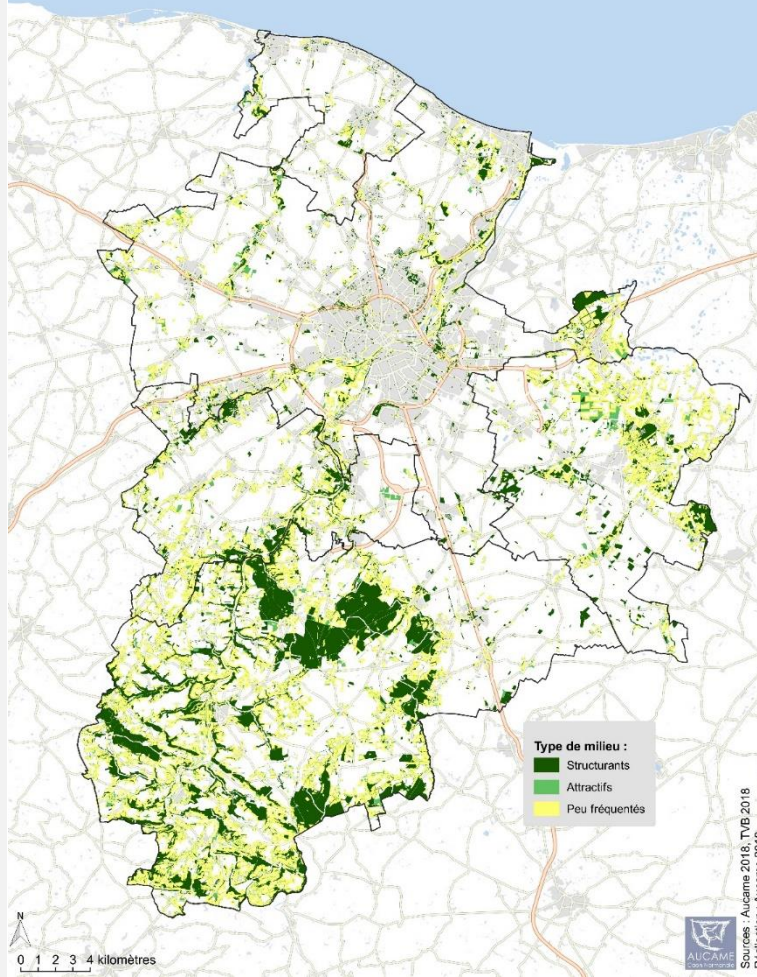 Type de milieu :
Structurants
Attractifs
Peu fréquentés
N
0 1 2 3 4 kilomètres
AUCAME
Caen Normandie
Sources : Aucame 2018, TVB 2018